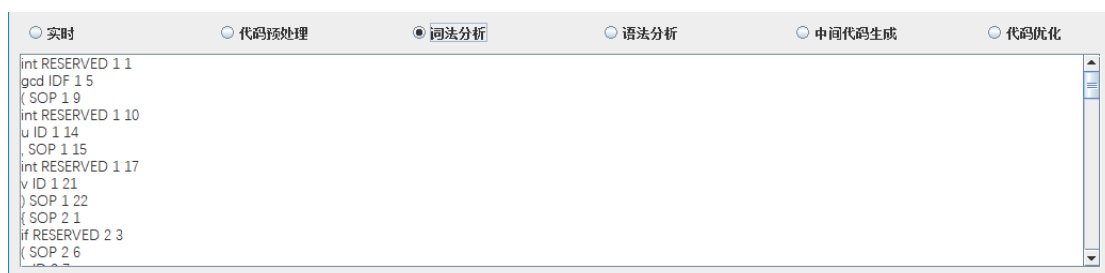 实时 代码预处理 词法分析 语法分析 中间代码生成 代码优化
int RESERVED 1 1
gcd IDF 1 5
( SOP 1 9
int RESERVED 1 10
u ID 1 14
, SOP 1 15
int RESERVED 1 17
v ID 1 21
) SOP 1 22
{ SOP 2 1
if RESERVED 2 3
( SOP 2 6